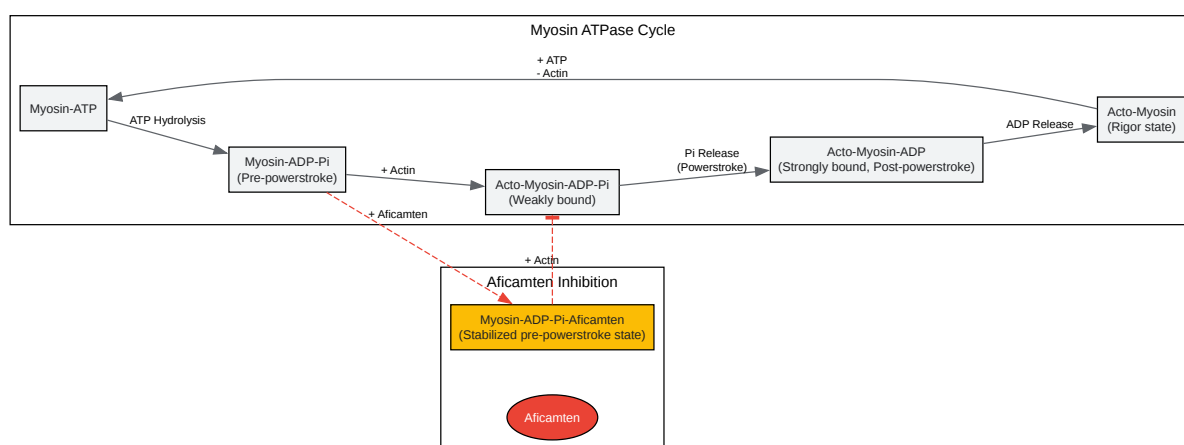 Myosin ATPase Cycle
+ ATP
- Actin
Myosin-ATP
ATP Hydrolysis
Myosin-ADP-Pi
(Pre-powerstroke)
+ Actin
Acto-Myosin-ADP-Pi
(Weakly bound)
Pi Release
(Powerstroke)
Acto-Myosin-ADP
(Strongly bound, Post-powerstroke)
ADP Release
Acto-Myosin
(Rigor state)
+ Aficamten
+ Actin
Aficamten Inhibition
Myosin-ADP-Pi-Aficamten
(Stabilized pre-powerstroke state)
Aficamten